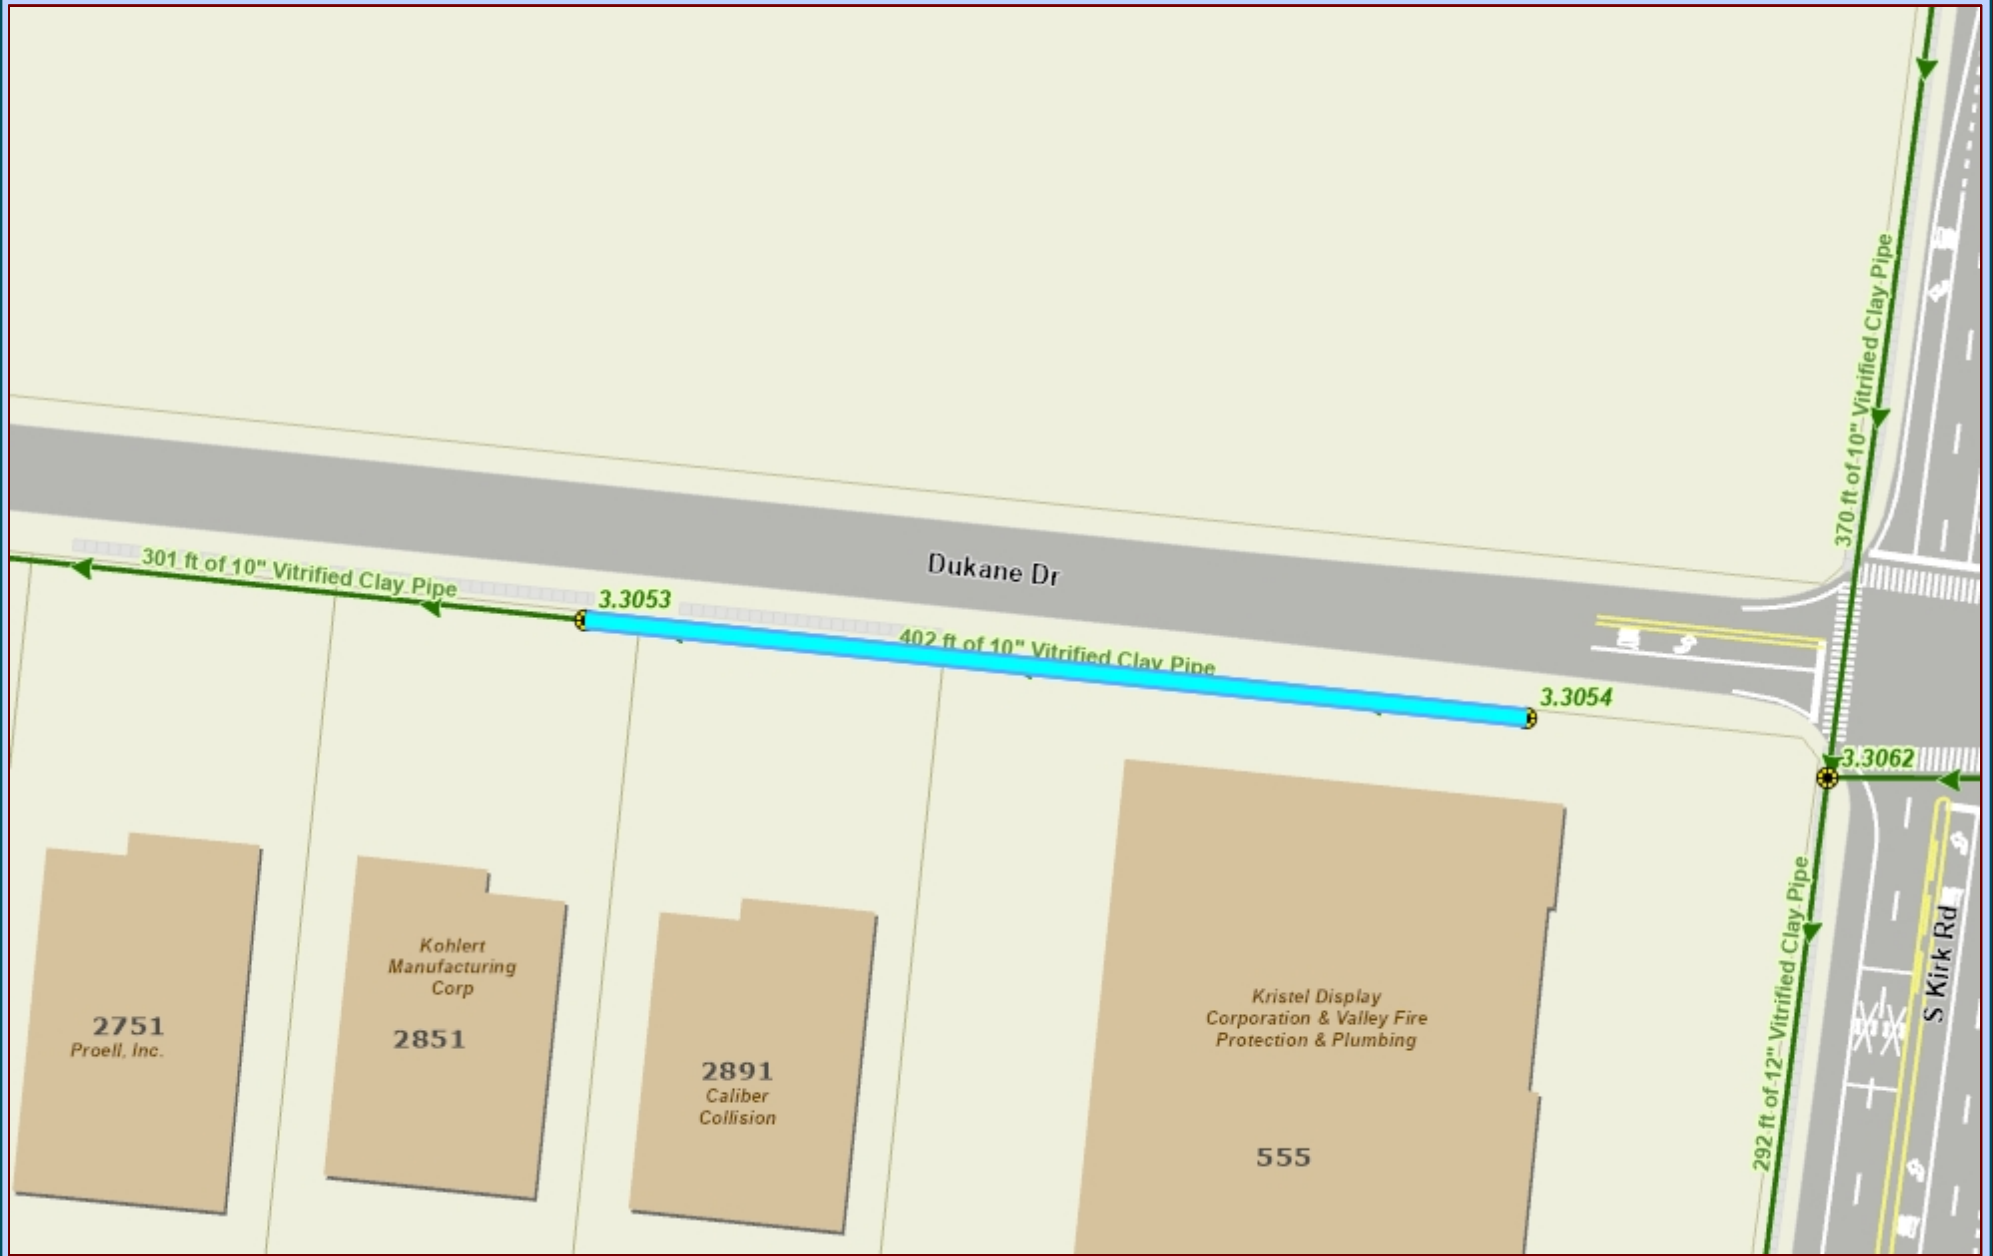 370 ft of 10" Vitrified Clay Pipe
301 ft of 10" Vitrified Clay Pipe
Dukane Dr
3.3053
402 ft of 10" Vitrified Clay Pipe
3.3054
3.3062
292 ft of 12" Vitrified Clay Pipe
S Kirk Rd
Kohlert
Manufacturing
Corp
2851
2751
Proell, Inc.
2891
Caliber
Collision
Kristel Display
Corporation & Valley Fire
Protection & Plumbing
555